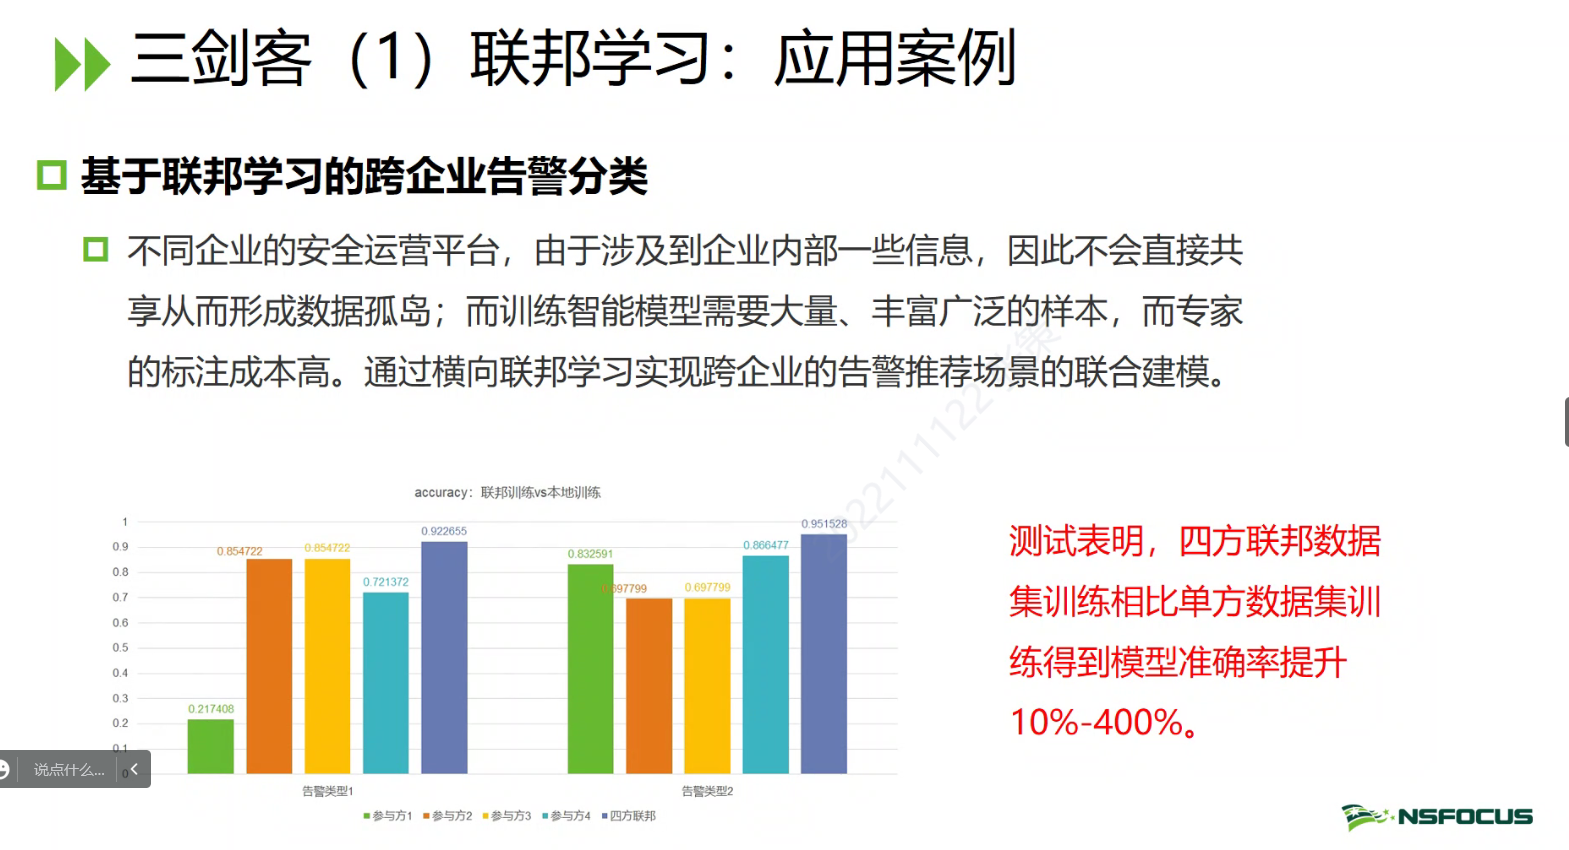 三剑客（1）联邦学习：应用案例
基于联邦学习的跨企业告警分类
不同企业的安全运营平台，由于涉及到企业内部一些信息，因此不会直接共
享从而形成数据孤岛；而训练智能模型需要大量、丰富广泛的样本，而专家
的标注成本高。通过横向联邦学习实现跨企业的告警推荐场景的联合建模。
2022111122
策
accuracy：联邦训练vs本地训练
1
0.9
0.8
0.7
0.6
0.5
0.4
0.3
0.2
0.1
0
0.217408
0.854722
0.854722
0.721372
0.922655
0.832591
0.697799
0.697799
0.866477
0.951528
告警类型1
告警类型2
参与方1 参与方2 参与方3 参与方4 四方联邦
测试表明，四方联邦数据
集训练相比单方数据集训
练得到模型准确率提升
10%-400%。
说点什么...
NSFOCUS